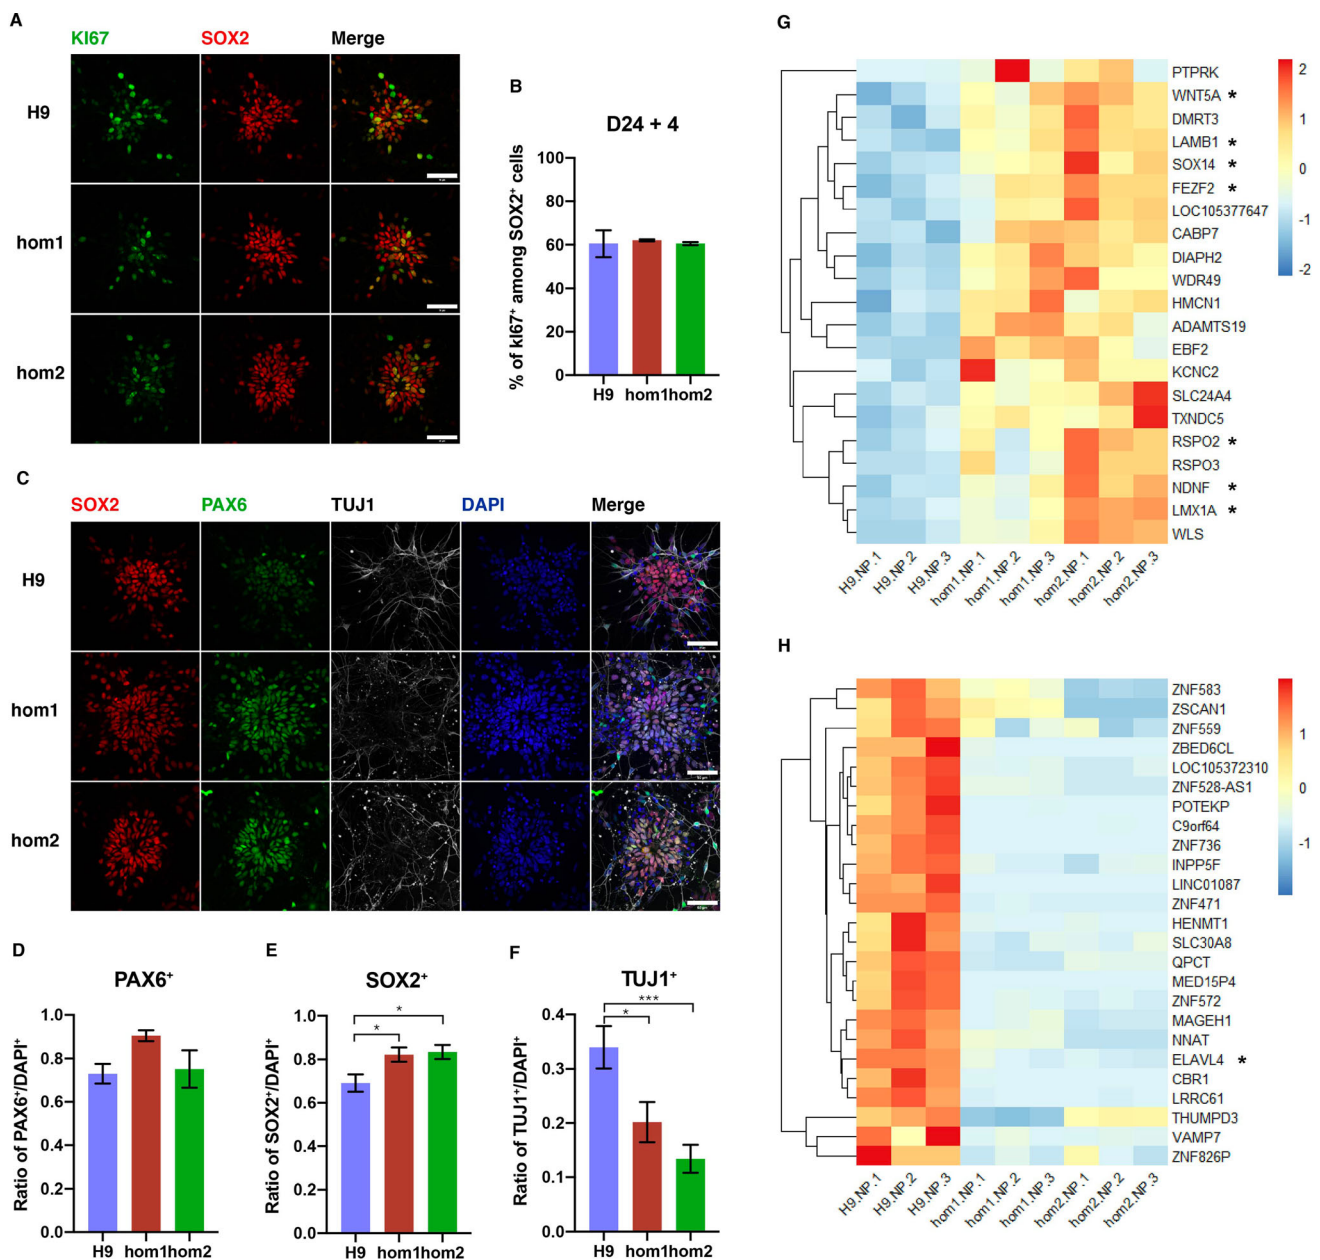 A
KI67 SOX2 Merge
H9
hom1
hom2
B
D24 + 4
% of kI67+ among SOX2+ cells
100
80
60
40
20
0
H9 hom1 hom2
C
SOX2 PAX6 TUJ1 DAPI Merge
H9
hom1
hom2
D
PAX6+
Ratio of PAX6+/DAPI+
1.0
0.8
0.6
0.4
0.2
0.0
H9 hom1 hom2
E
SOX2+
Ratio of SOX2+/DAPI+
1.0
0.8
0.6
0.4
0.2
0.0
*
*
H9 hom1 hom2
F
TUJ1+
Ratio of TUJ1+/DAPI+
0.4
0.3
0.2
0.1
0.0
***
*
H9 hom1 hom2
G
PTPRK
WNT5A *
DMRT3
LAMB1 *
SOX14 *
FEZF2 *
LOC105377647
CABP7
DIAPH2
WDR49
HMCN1
ADAMTS19
EBF2
KCNC2
SLC24A4
TXNDC5
RSPO2 *
RSPO3
NDNF *
LMX1A *
WLS
2
1
0
-1
-2
H9.NP.1 H9.NP.2 H9.NP.3 hom1.NP.1 hom1.NP.2 hom1.NP.3 hom2.NP.1 hom2.NP.2 hom2.NP.3
H
ZNF583
ZSCAN1
ZNF559
ZBED6CL
LOC105372310
ZNF528-AS1
POTEKP
C9orf64
ZNF736
INPP5F
LINC01087
ZNF471
HENMT1
SLC30A8
QPCT
MED15P4
ZNF572
MAGEH1
NNAT
ELAVL4 *
CBR1
LRRC61
THUMPD3
VAMP7
ZNF826P
1
0
-1
H9.NP.1 H9.NP.2 H9.NP.3 hom1.NP.1 hom1.NP.2 hom1.NP.3 hom2.NP.1 hom2.NP.2 hom2.NP.3